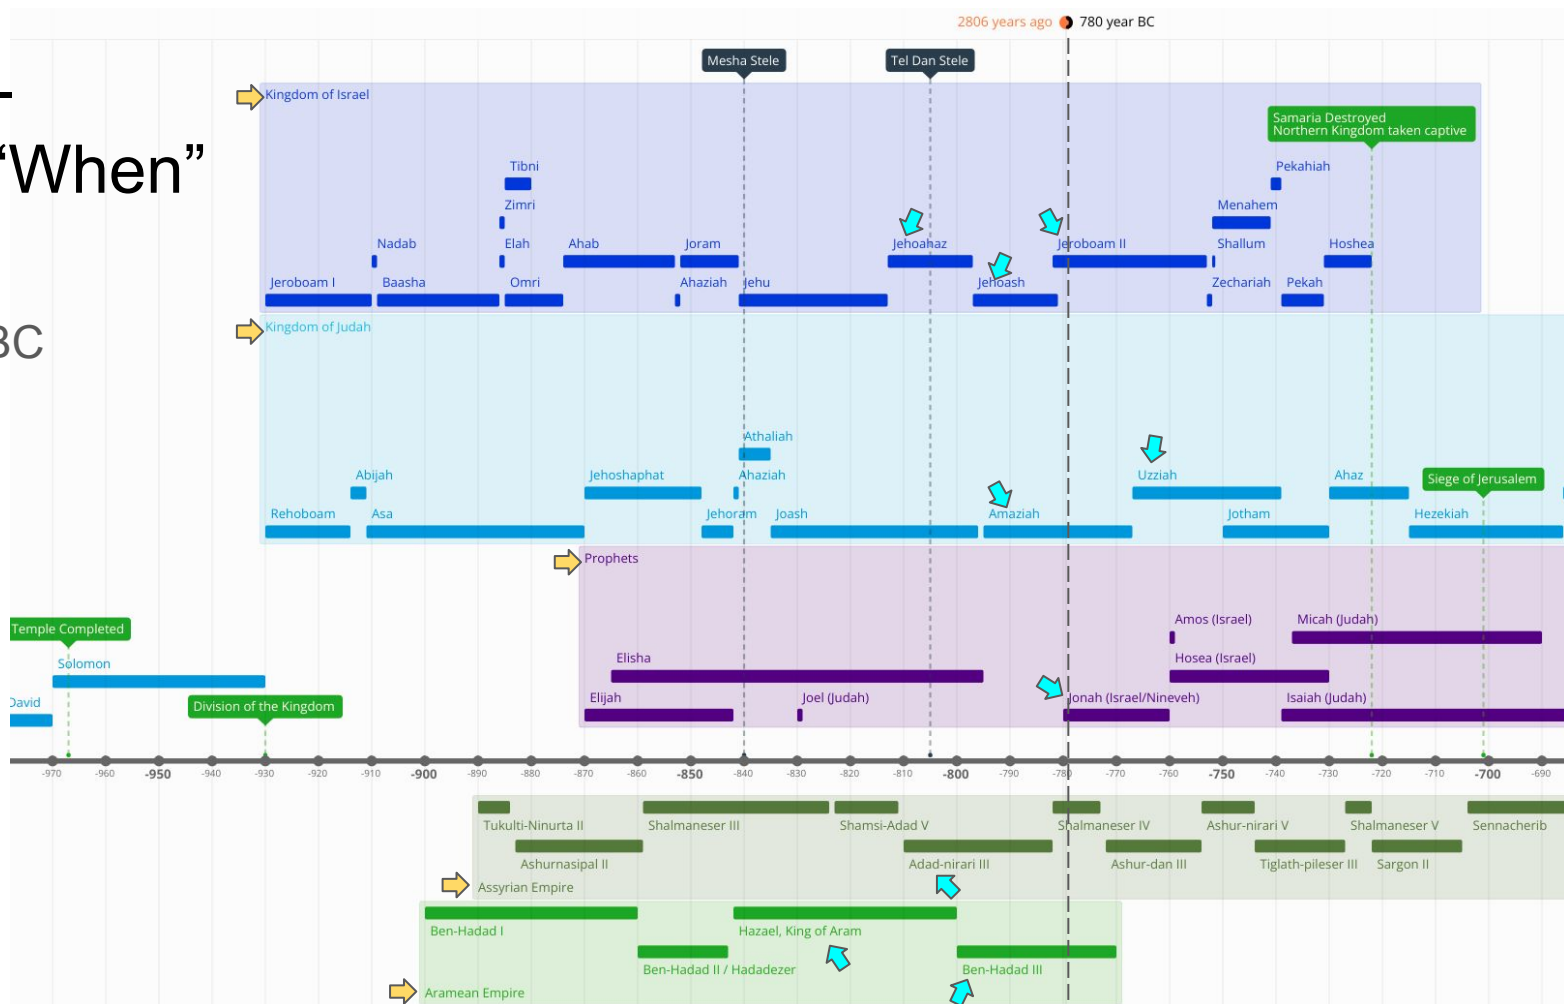 2806 years ago
780 year BC
Mesha Stele
Tel Dan Stele
“When”
BC
Kingdom of Israel
Samaria Destroyed
Northern Kingdom taken captive
Tibni
Pekahiah
Zimri
Menahem
Nadab
Elah
Ahab
Joram
Jehoahaz
Jeroboam II
Shallum
Hoshea
Jeroboam I
Baasha
Omri
Ahaziah
Jehu
Jehoash
Zechariah
Pekah
Kingdom of Judah
Athaliah
Abijah
Jehoshaphat
Ahaziah
Uzziah
Ahaz
Siege of Jerusalem
Rehoboam
Asa
Jehoram
Joash
Amaziah
Jotham
Hezekiah
Prophets
Temple Completed
Amos (Israel)
Micah (Judah)
Solomon
Elisha
Hosea (Israel)
David
Division of the Kingdom
Elijah
Joel (Judah)
Jonah (Israel/Nineveh)
Isaiah (Judah)
-970 -960 -950 -940 -930 -920 -910 -900 -890 -880 -870 -860 -850 -840 -830 -820 -810 -800 -790 -780 -770 -760 -750 -740 -730 -720 -710 -700 -690
Tukulti-Ninurta II
Shalmaneser III
Shamsi-Adad V
Shalmaneser IV
Ashur-nirari V
Shalmaneser V
Sennacherib
Ashurnasipal II
Adad-nirari III
Ashur-dan III
Tiglath-pileser III
Sargon II
Assyrian Empire
Ben-Hadad I
Hazael, King of Aram
Ben-Hadad II / Hadadezer
Ben-Hadad III
Aramean Empire